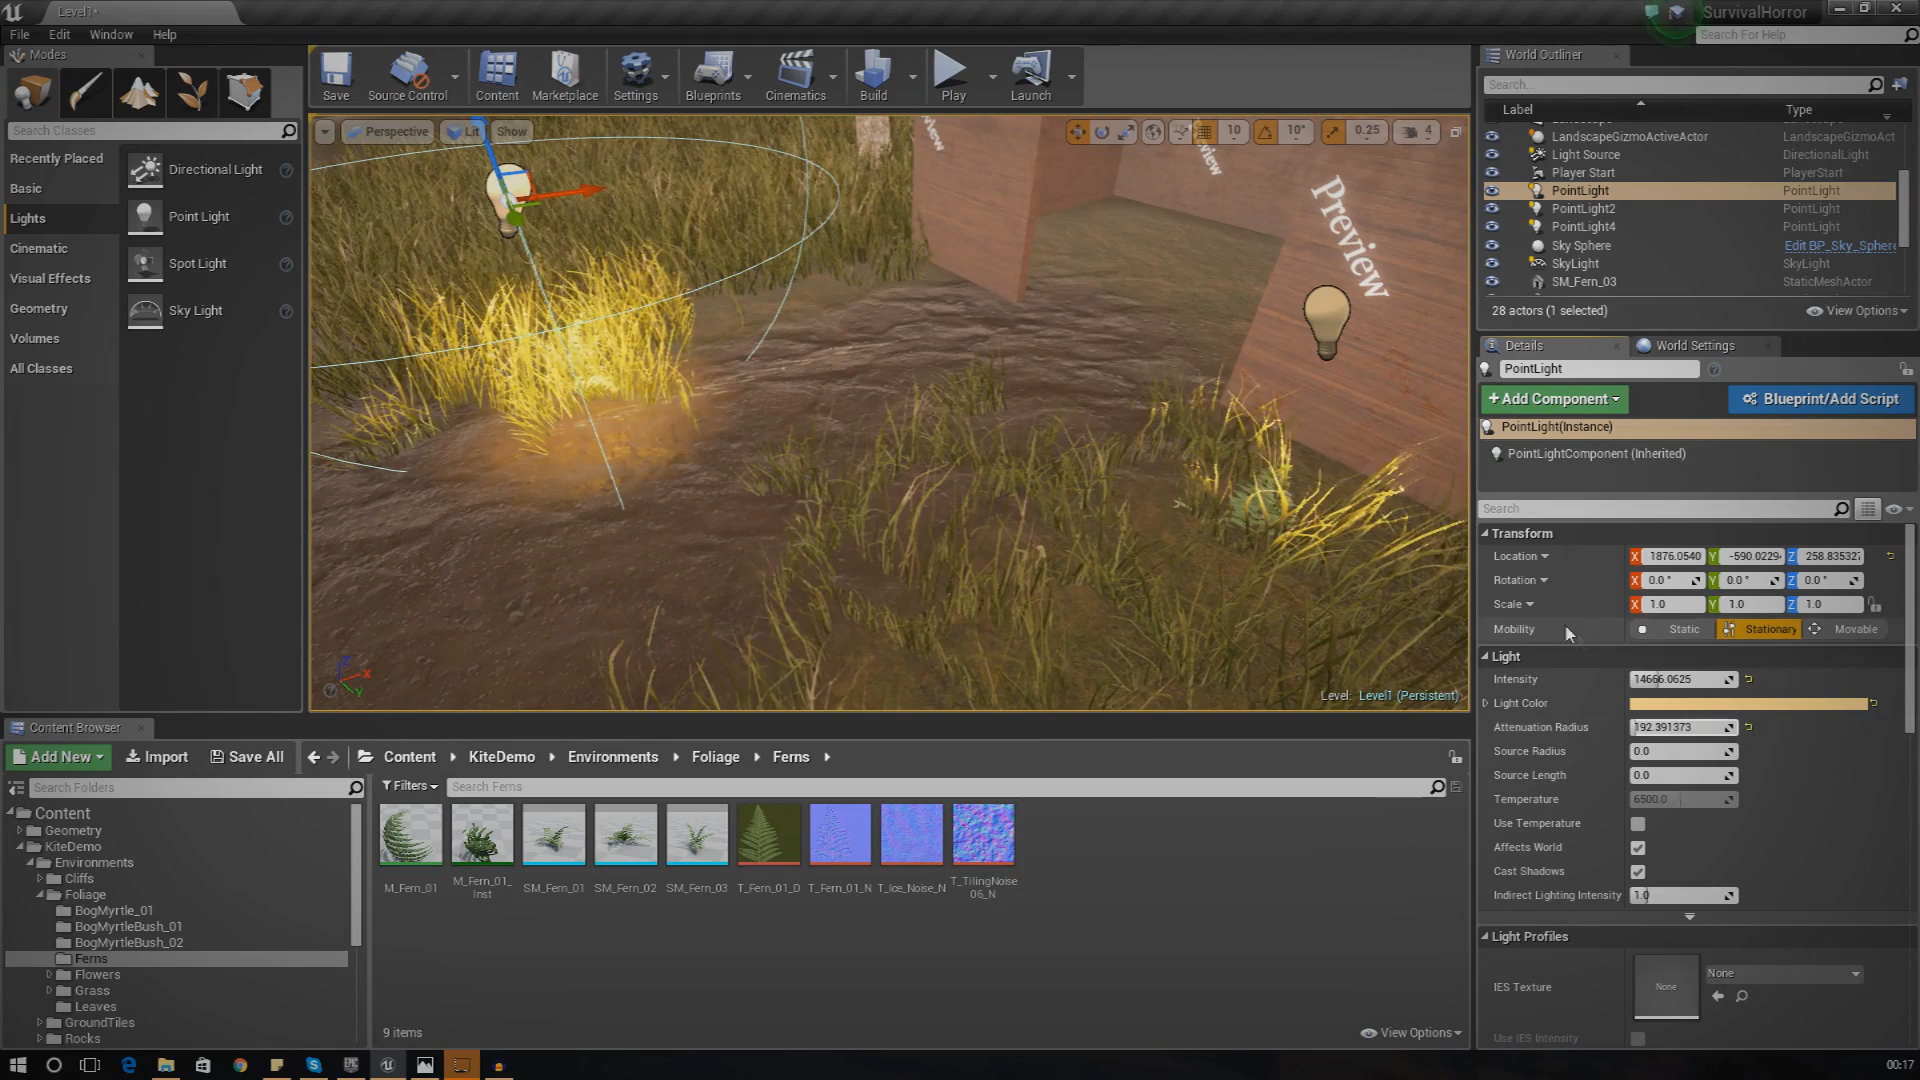 Level1*
SurvivalHorror
File Edit Window Help
Search For Help
Modes
Save Source Control Content Marketplace Settings Blueprints Cinematics Build Play Launch
World Outliner
Search Classes
Search...
Label Type
Recently Placed
Basic
Lights
Cinematic
Visual Effects
Geometry
Volumes
All Classes
Directional Light
Point Light
Spot Light
Sky Light
Perspective Lit Show
10 10° 0.25 4
Preview
LandscapeGizmoActiveActor LandscapeGizmoAct
Light Source DirectionalLight
Player Start PlayerStart
PointLight PointLight
PointLight2 PointLight
PointLight4 PointLight
Sky Sphere Edit BP_Sky_Sphere
SkyLight SkyLight
SM_Fern_03 StaticMeshActor
28 actors (1 selected) View Options
Details World Settings
PointLight
+Add Component Blueprint/Add Script
PointLight(Instance)
PointLightComponent (Inherited)
Search
Transform
Location X 1876.0540 Y -590.0229 Z 258.835327
Rotation X 0.0 ° Y 0.0 ° Z 0.0 °
Scale X 1.0 Y 1.0 Z 1.0
Mobility Static Stationary Movable
Light
Intensity 14666.0625
Light Color
Attenuation Radius 192.391373
Source Radius 0.0
Source Length 0.0
Temperature 6500.0
Use Temperature
Affects World
Cast Shadows
Indirect Lighting Intensity 1.0
Light Profiles
IES Texture None None
Use IES Intensity
Z X Y
Level: Level1 (Persistent)
Content Browser
Add New Import Save All Content KiteDemo Environments Foliage Ferns
Search Folders
Filters Search Ferns
Content
Geometry
KiteDemo
Environments
Cliffs
Foliage
BogMyrtle_01
BogMyrtleBush_01
BogMyrtleBush_02
Ferns
Flowers
Grass
Leaves
GroundTiles
Rocks
M_Fern_01
M_Fern_01_
Inst
SM_Fern_01
SM_Fern_02
SM_Fern_03
T_Fern_01_D
T_Fern_01_N
T_Ice_Noise_N
T_TilingNoise
06_N
9 items View Options
EPIC
00:17